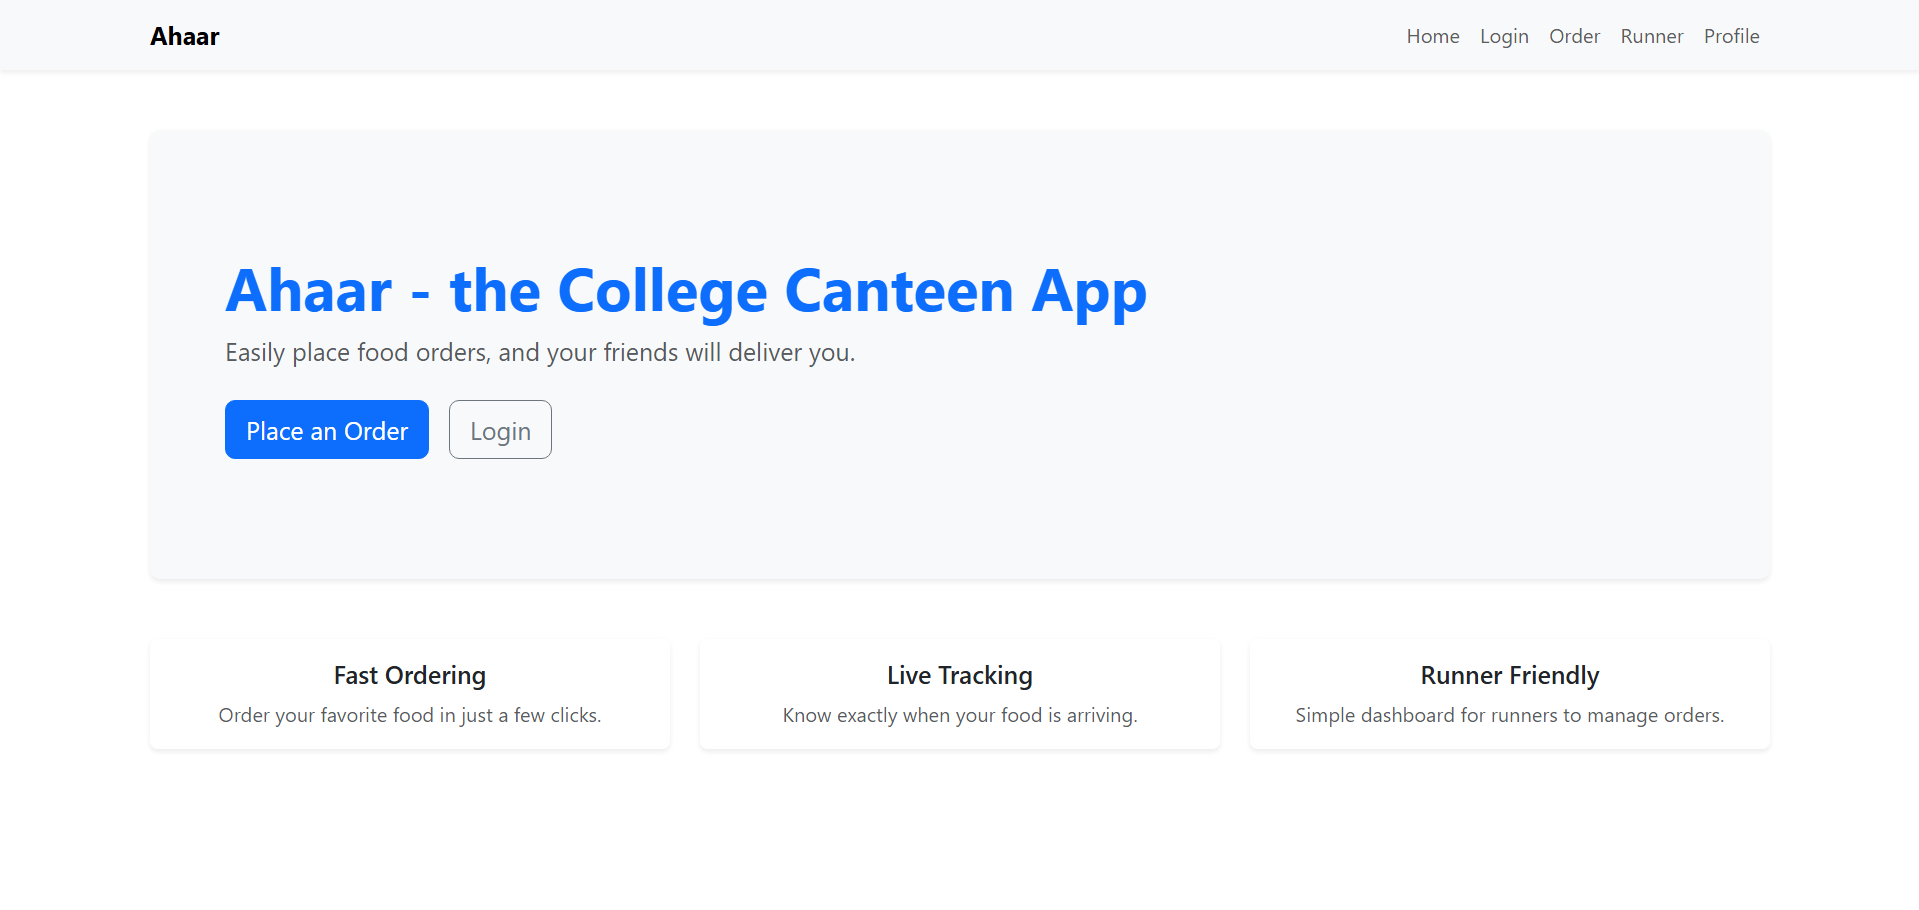 Ahaar
Home Login Order Runner Profile
Ahaar - the College Canteen App
Easily place food orders, and your friends will deliver you.
Place an Order Login
Fast Ordering
Order your favorite food in just a few clicks.
Live Tracking
Know exactly when your food is arriving.
Runner Friendly
Simple dashboard for runners to manage orders.